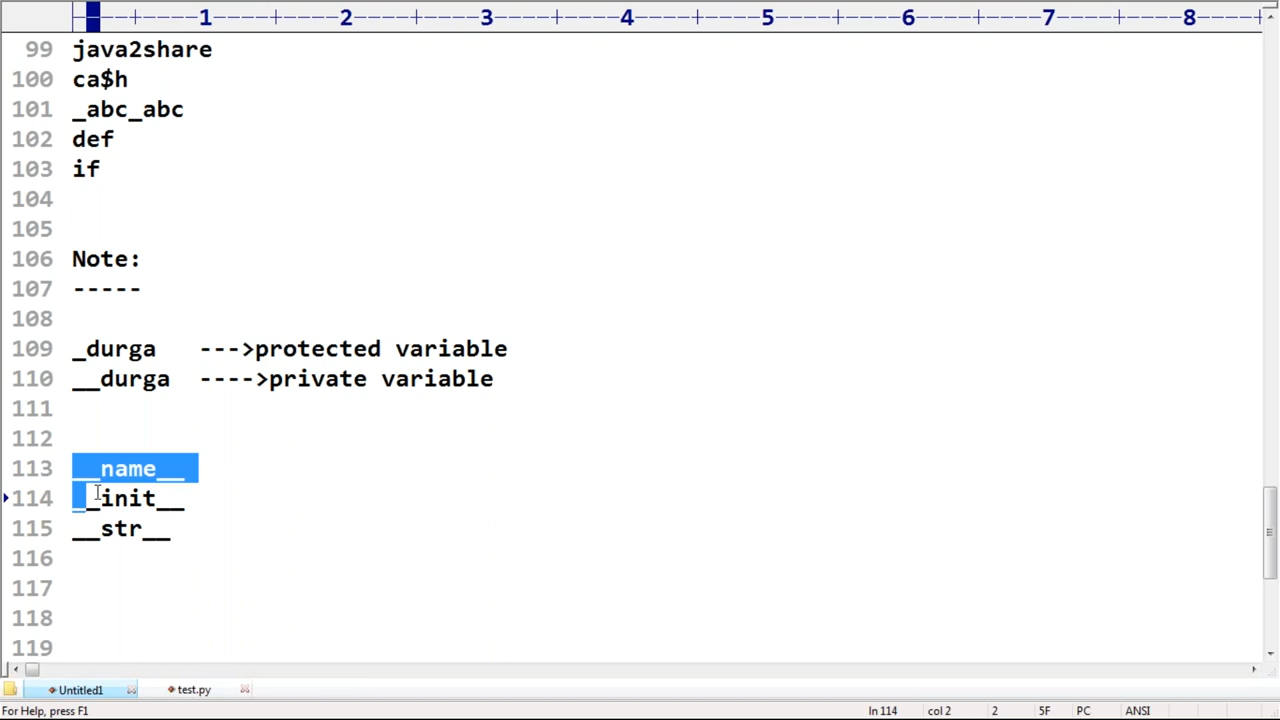 1 2 3 4 5 6 7 8
99 java2share
100 ca$h
101 _abc_abc
102 def
103 if
104
105
106 Note:
107 -----
108
109 _durga --->protected variable
110 __durga ---->private variable
111
112
113 __name__
114 __init__
115 __str__
116
117
118
119
Untitled1 test.py
For Help, press F1 ln 114 col 2 2 5F PC ANSI